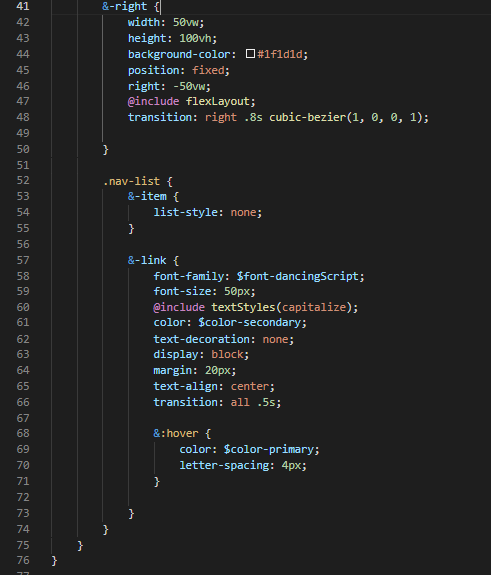 41 &-right {
42 width: 50vw;
43 height: 100vh;
44 background-color: #1f1d1d;
45 position: fixed;
46 right: -50vw;
47 @include flexLayout;
48 transition: right .8s cubic-bezier(1, 0, 0, 1);
49
50 }
51
52 .nav-list {
53 &-item {
54 list-style: none;
55 }
56
57 &-link {
58 font-family: $font-dancingScript;
59 font-size: 50px;
60 @include textStyles(capitalize);
61 color: $color-secondary;
62 text-decoration: none;
63 display: block;
64 margin: 20px;
65 text-align: center;
66 transition: all .5s;
67
68 &:hover {
69 color: $color-primary;
70 letter-spacing: 4px;
71 }
72
73 }
74 }
75 }
76 }
77